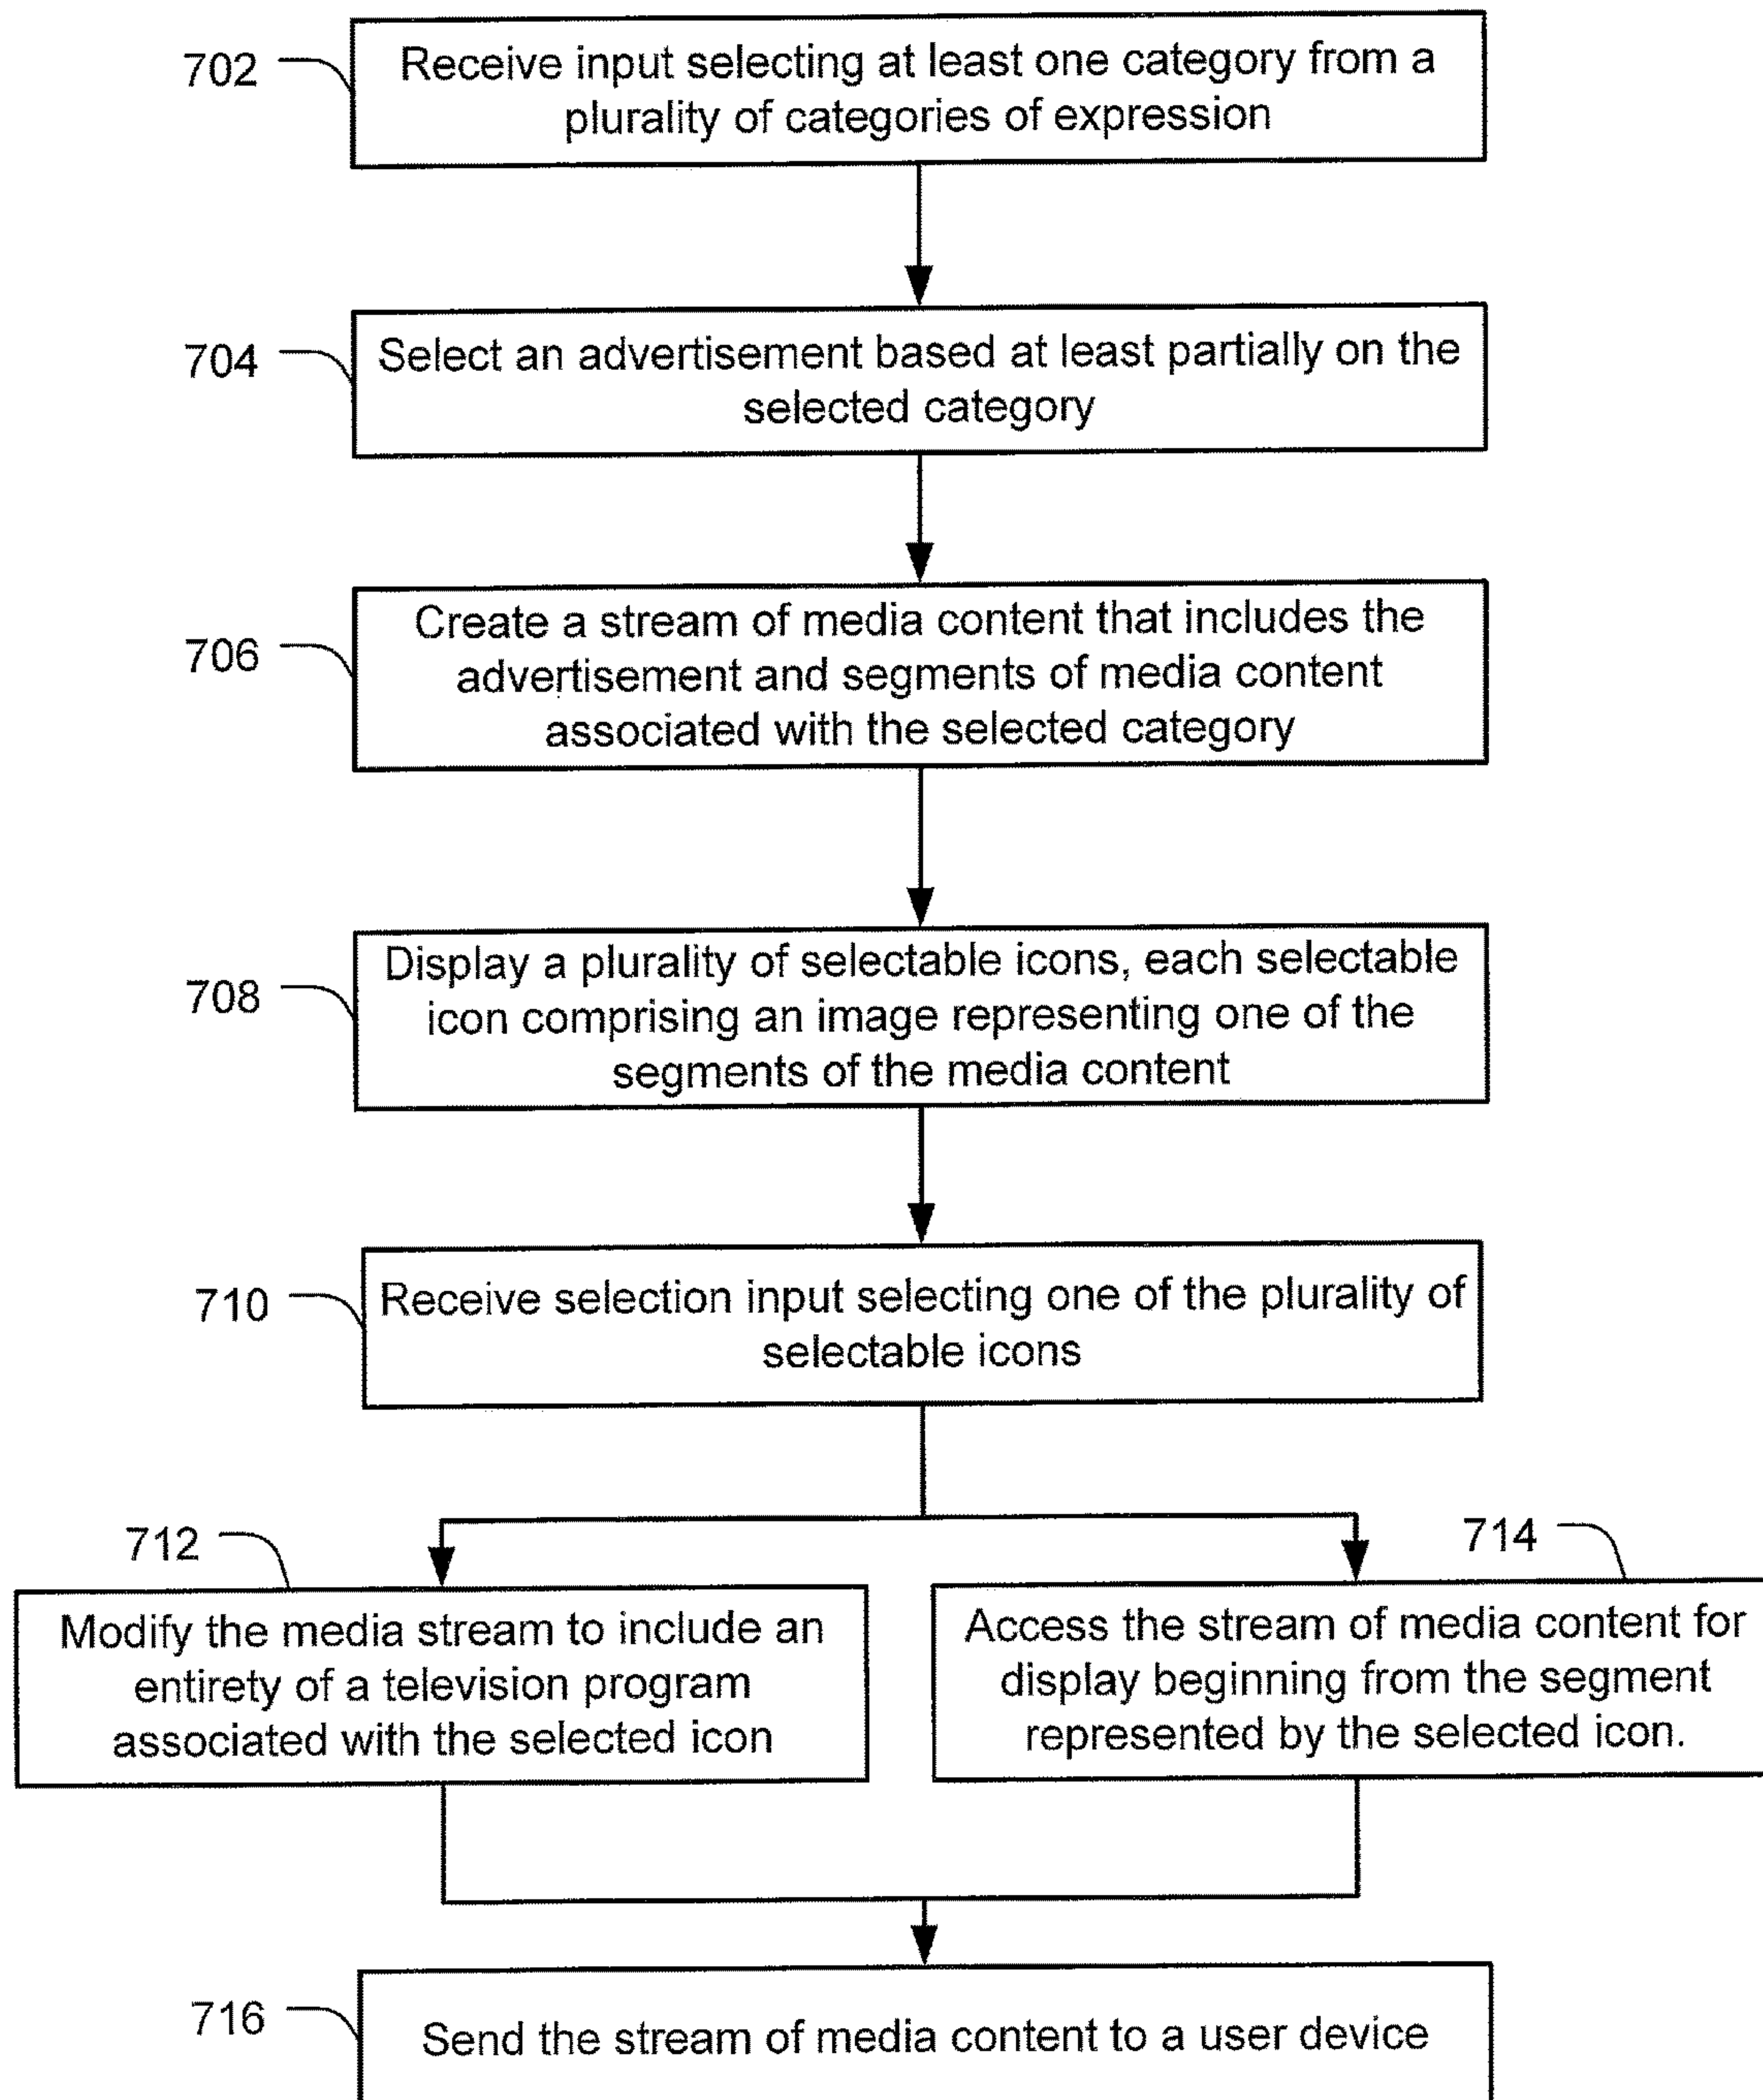 702
Receive input selecting at least one category from a
plurality of categories of expression
704
Select an advertisement based at least partially on the
selected category
706
Create a stream of media content that includes the
advertisement and segments of media content
associated with the selected category
708
Display a plurality of selectable icons, each selectable
icon comprising an image representing one of the
segments of the media content
710
Receive selection input selecting one of the plurality of
selectable icons
712
Modify the media stream to include an
entirety of a television program
associated with the selected icon
714
Access the stream of media content for
display beginning from the segment
represented by the selected icon.
716
Send the stream of media content to a user device